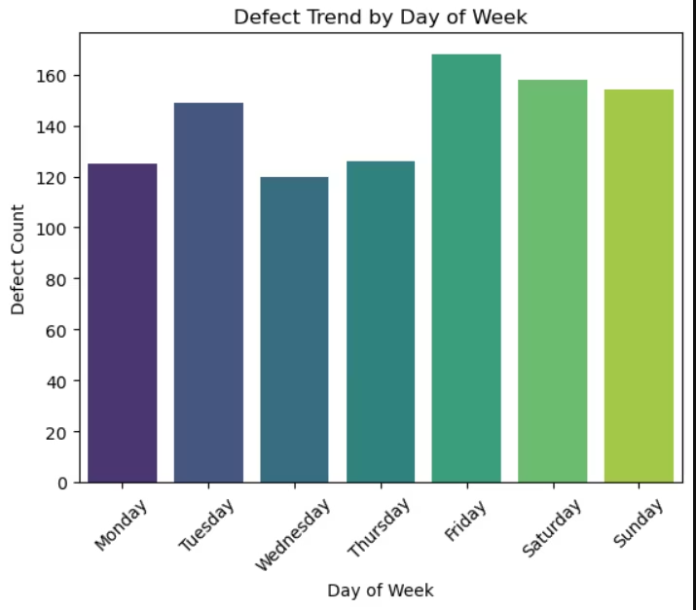 Defect Trend by Day of Week
Defect Count
160
140
120
100
80
60
40
20
0
Monday
Tuesday
Wednesday
Thursday
Friday
Saturday
Sunday
Day of Week